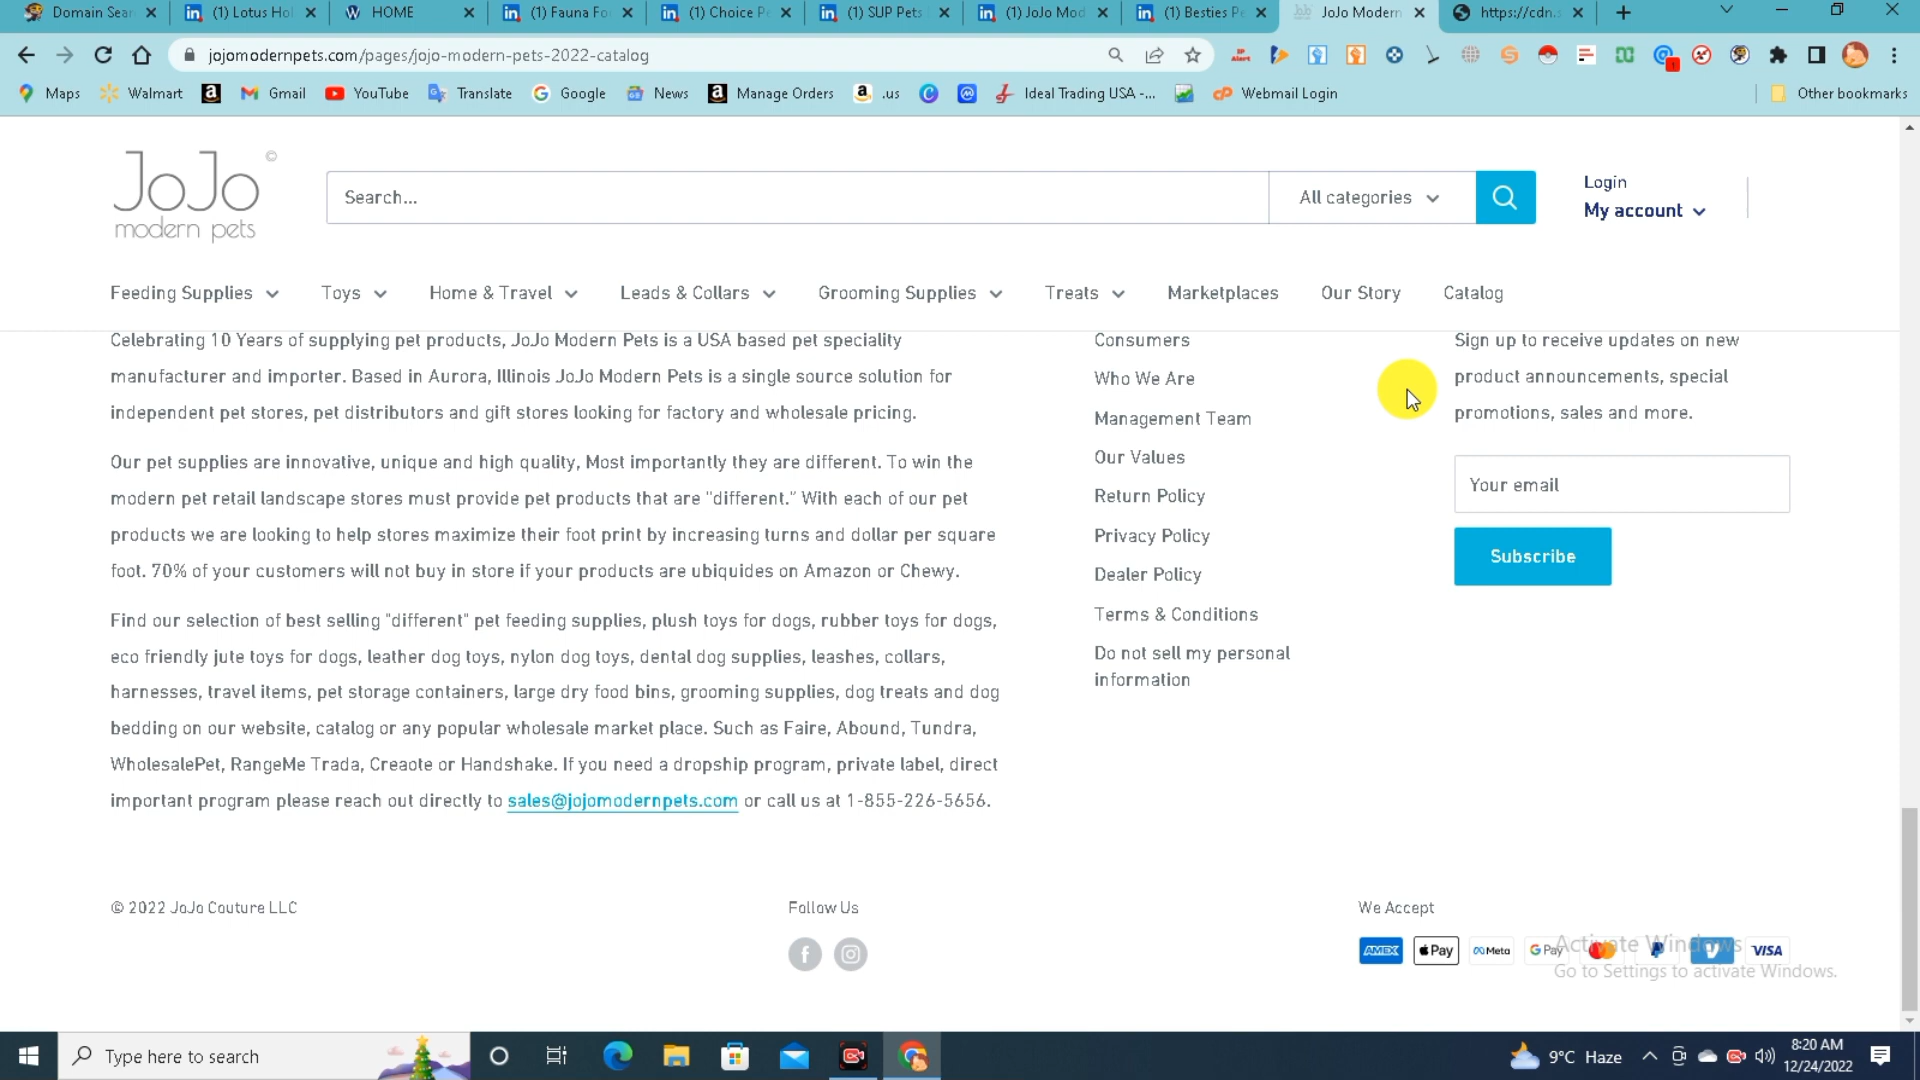 Domain Sear
(1) Lotus Hol
HOME
(1) Fauna Fo
(1) Choice Pe
(1) SUP Pets
(1) JoJo Mod
(1) Besties Pe
JoJo Modern
https://cdn.s
jojomodernpets.com/pages/jojo-modern-pets-2022-catalog
Maps
Walmart
Gmail
YouTube
Translate
Google
News
Manage Orders
.us
Ideal Trading USA -...
Webmail Login
Other bookmarks
JoJo ©
modern pets
Search...
All categories
Login
My account
Feeding Supplies
Toys
Home & Travel
Leads & Collars
Grooming Supplies
Treats
Marketplaces
Our Story
Catalog
Celebrating 10 Years of supplying pet products, JoJo Modern Pets is a USA based pet speciality
manufacturer and importer. Based in Aurora, Illinois JoJo Modern Pets is a single source solution for
independent pet stores, pet distributors and gift stores looking for factory and wholesale pricing.
Our pet supplies are innovative, unique and high quality, Most importantly they are different. To win the
modern pet retail landscape stores must provide pet products that are "different." With each of our pet
products we are looking to help stores maximize their foot print by increasing turns and dollar per square
foot. 70% of your customers will not buy in store if your products are ubiquides on Amazon or Chewy.
Find our selection of best selling "different" pet feeding supplies, plush toys for dogs, rubber toys for dogs,
eco friendly jute toys for dogs, leather dog toys, nylon dog toys, dental dog supplies, leashes, collars,
harnesses, travel items, pet storage containers, large dry food bins, grooming supplies, dog treats and dog
bedding on our website, catalog or any popular wholesale market place. Such as Faire, Abound, Tundra,
WholesalePet, RangeMe Trada, Creaote or Handshake. If you need a dropship program, private label, direct
important program please reach out directly to sales@jojomodernpets.com or call us at 1-855-226-5656.
Consumers
Who We Are
Management Team
Our Values
Return Policy
Privacy Policy
Dealer Policy
Terms & Conditions
Do not sell my personal
information
Sign up to receive updates on new
product announcements, special
promotions, sales and more.
Your email
Subscribe
© 2022 JoJo Couture LLC
Follow Us
We Accept
AMEX
Pay
Meta
G Pay
VISA
Activate Windows
Go to Settings to activate Windows.
Type here to search
9°C Haze
8:20 AM
12/24/2022